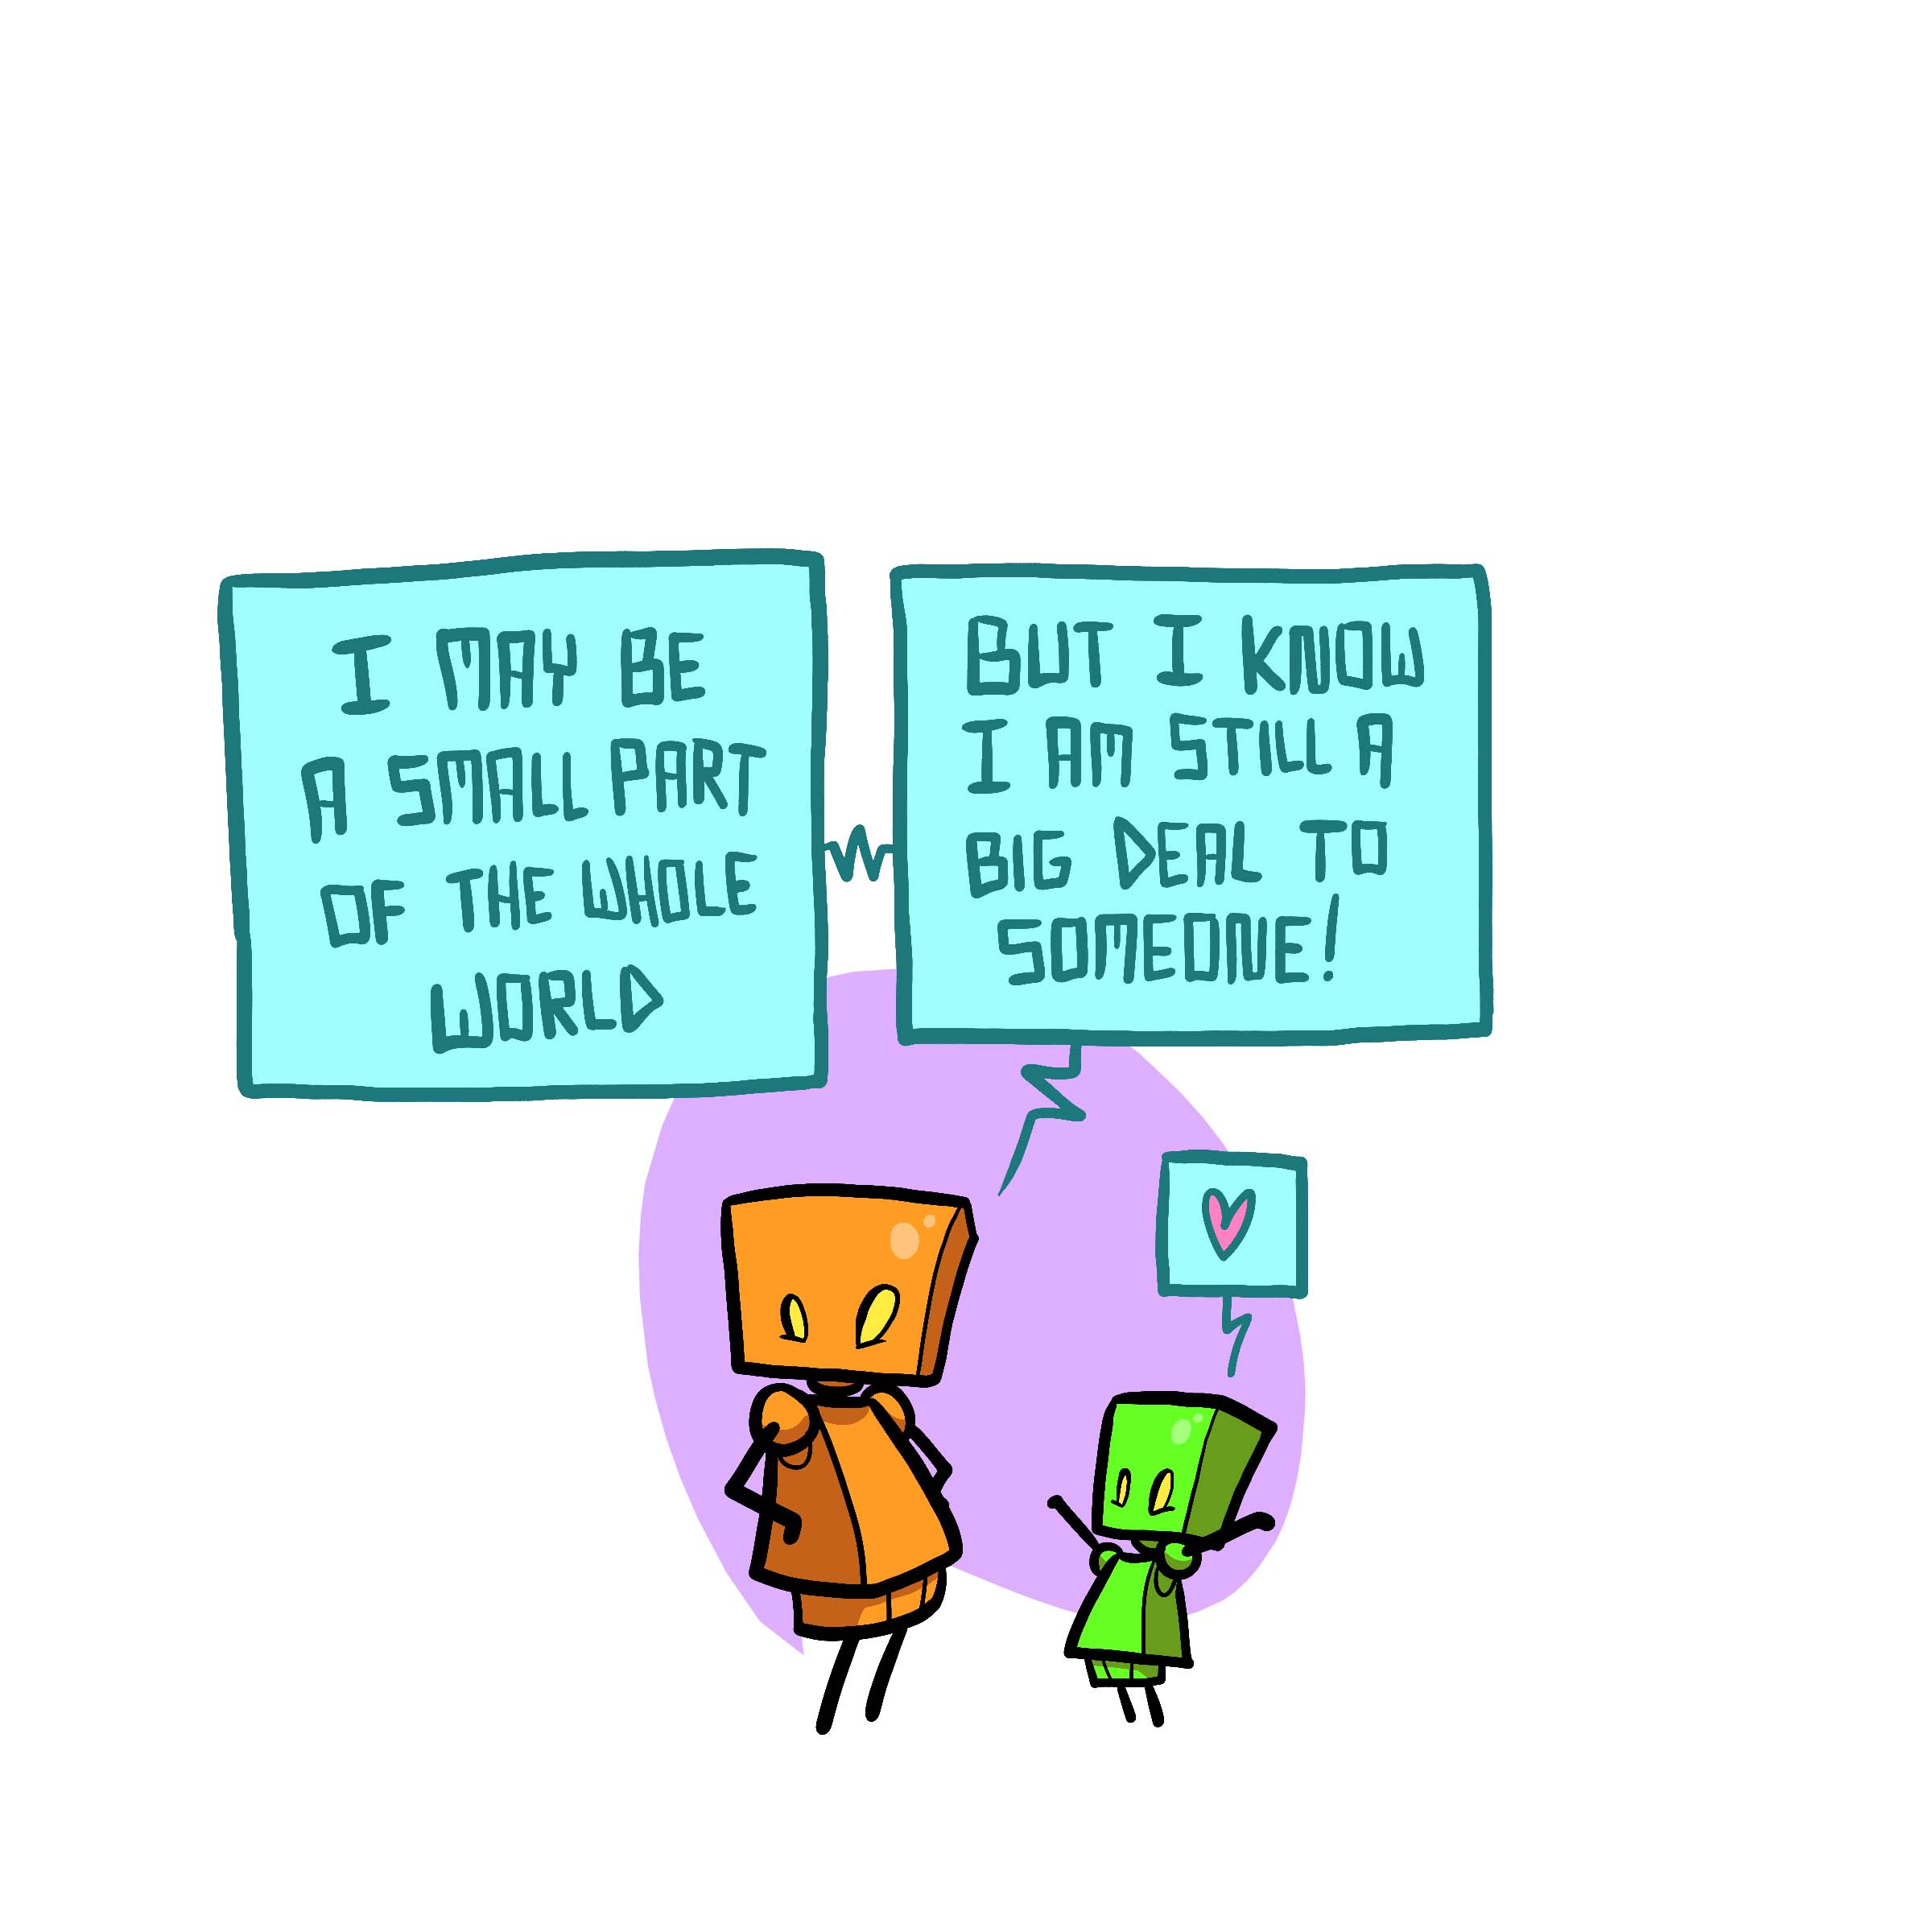 I MAY BE
A SMALL PART
OF THE WHOLE
WORLD
BUT I KNOW
I AM STILL A
BIG DEAL TO
SOMEONE!